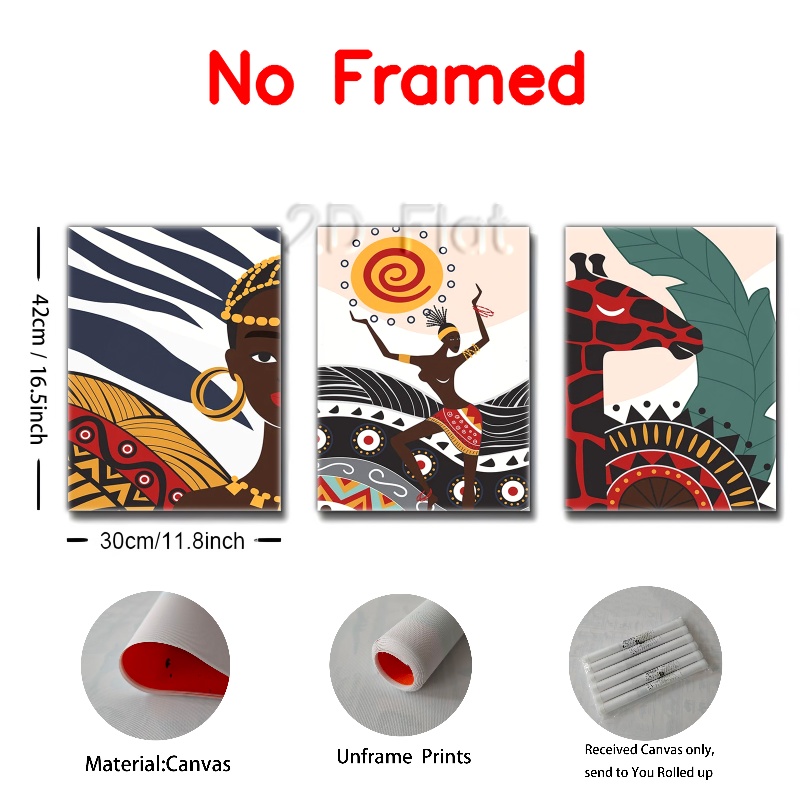 No Framed
2D Flat.
42cm / 16.5inch
30cm/11.8inch
Material:Canvas
Unframe Prints
Received Canvas only,
send to You Rolled up